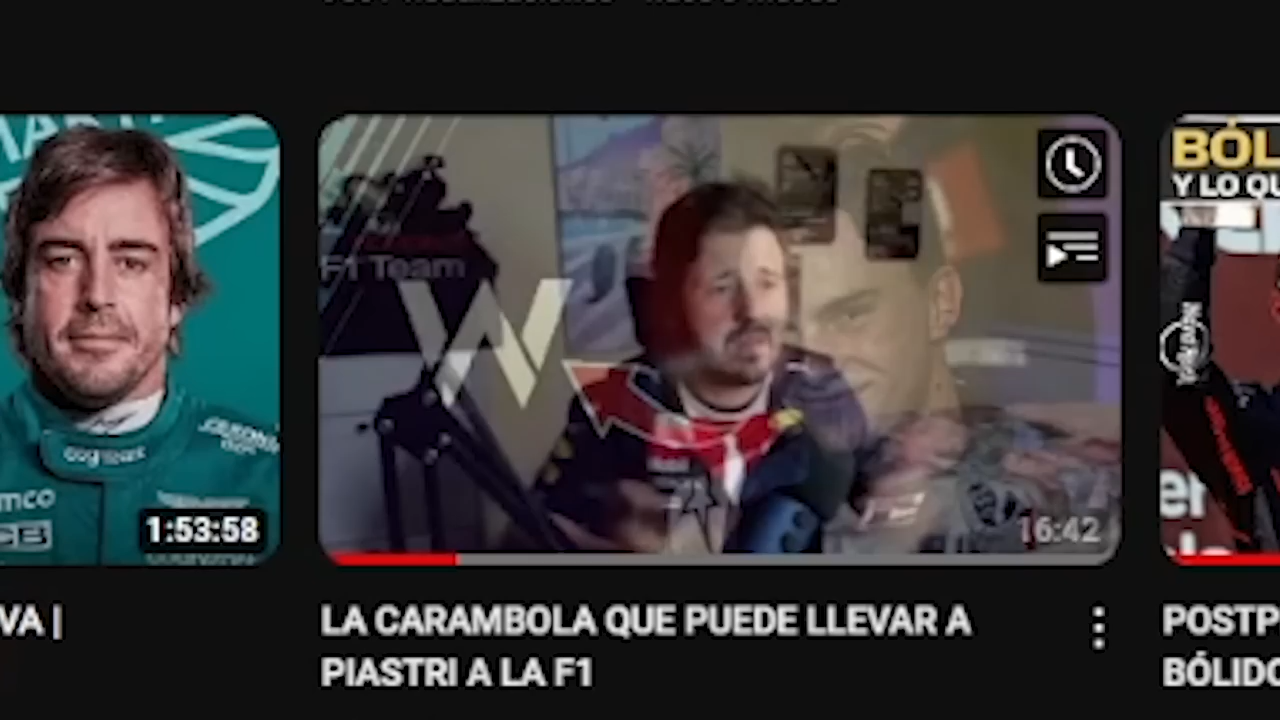 BÓL
Y LO QU
F1 Team
W
cognizant
1:53:58
16:42
VA |
LA CARAMBOLA QUE PUEDE LLEVAR A
PIASTRI A LA F1
POSTP
BÓLIDO